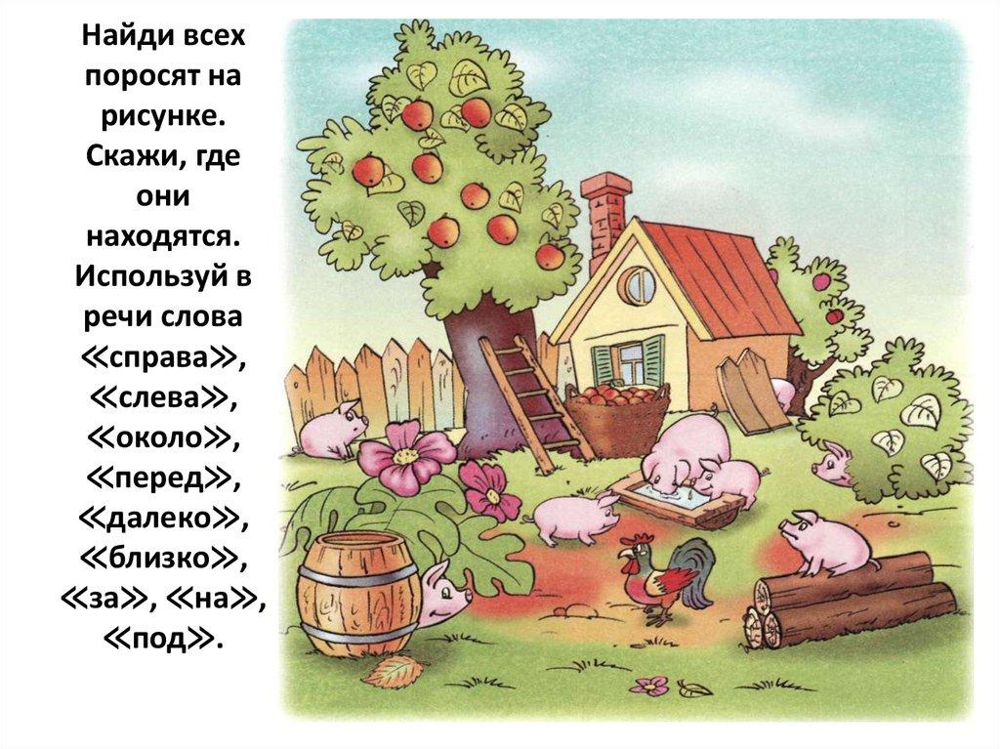 Найди всех
поросят на
рисунке.
Скажи, где
они
находятся.
Используй в
речи слова
≪справа≫,
≪слева≫,
≪около≫,
≪перед≫,
≪далеко≫,
≪близко≫,
≪за≫, ≪на≫,
≪под≫.